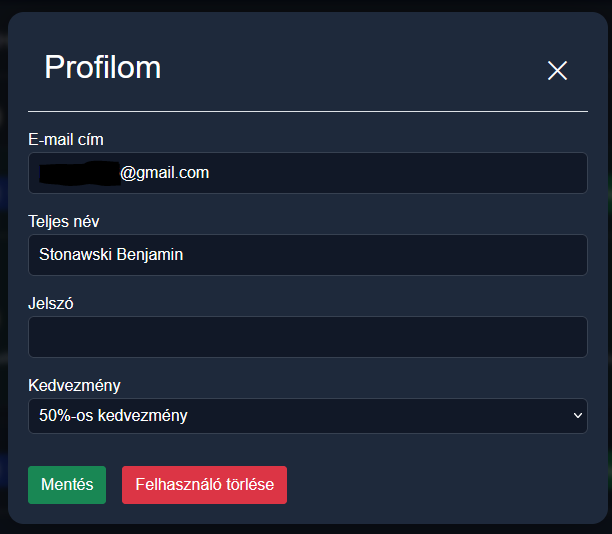 Profilom
E-mail cím
@gmail.com
Teljes név
Stonawski Benjamin
Jelszó
Kedvezmény
50%-os kedvezmény
Mentés
Felhasználó törlése